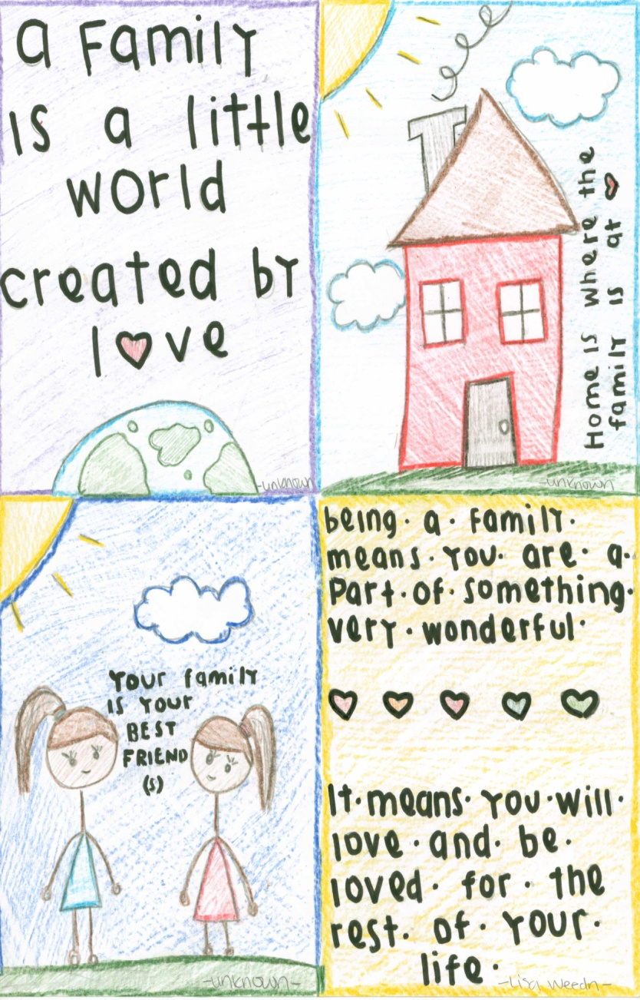 a Family
is a little
world
created by
love
-unknown
Home is where the
family is at
-unknown
Your family
is your
BEST
FRIEND
(s)
-unknown-
being · a · family ·
means · you · are · a ·
part · of · something ·
very · wonderful ·
It · means · you · will ·
love · and · be ·
loved · for · the
rest · of · your ·
life ·
-Lisa Weedn-